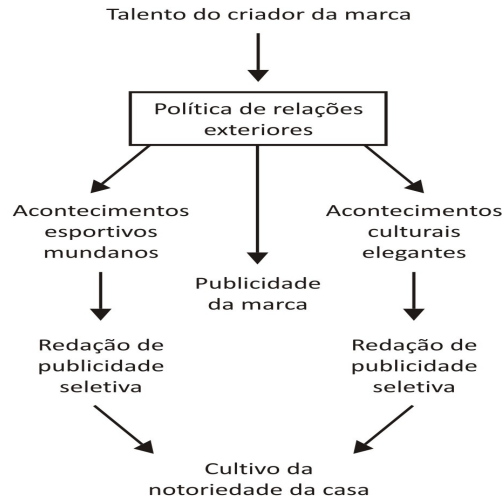 Talento do criador da marca
Política de relações
exteriores
Acontecimentos
esportivos
mundanos
Publicidade
da marca
Acontecimentos
culturais
elegantes
Redação de
publicidade
seletiva
Redação de
publicidade
seletiva
Cultivo da
notoriedade da casa